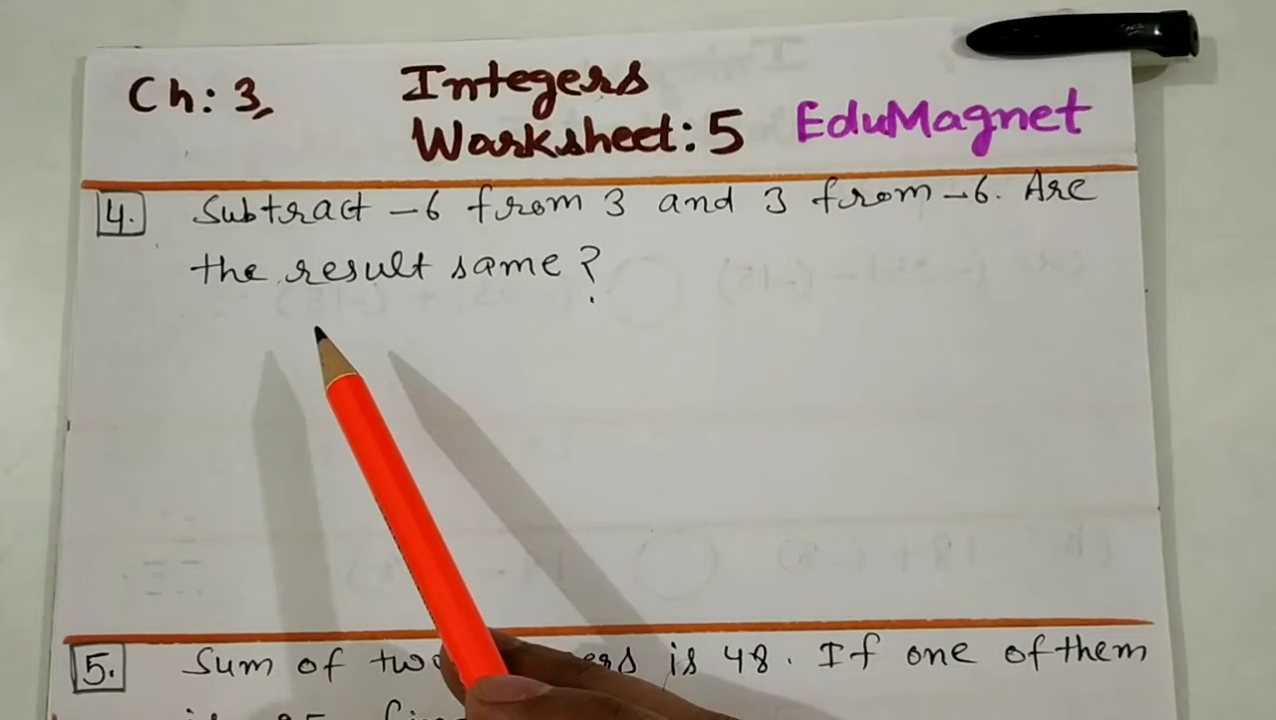 Ch: 3, Integers
Worksheet: 5 EduMagnet
4. Subtract -6 from 3 and 3 from -6. Are
the result same?
5. Sum of two is 48. If one of them